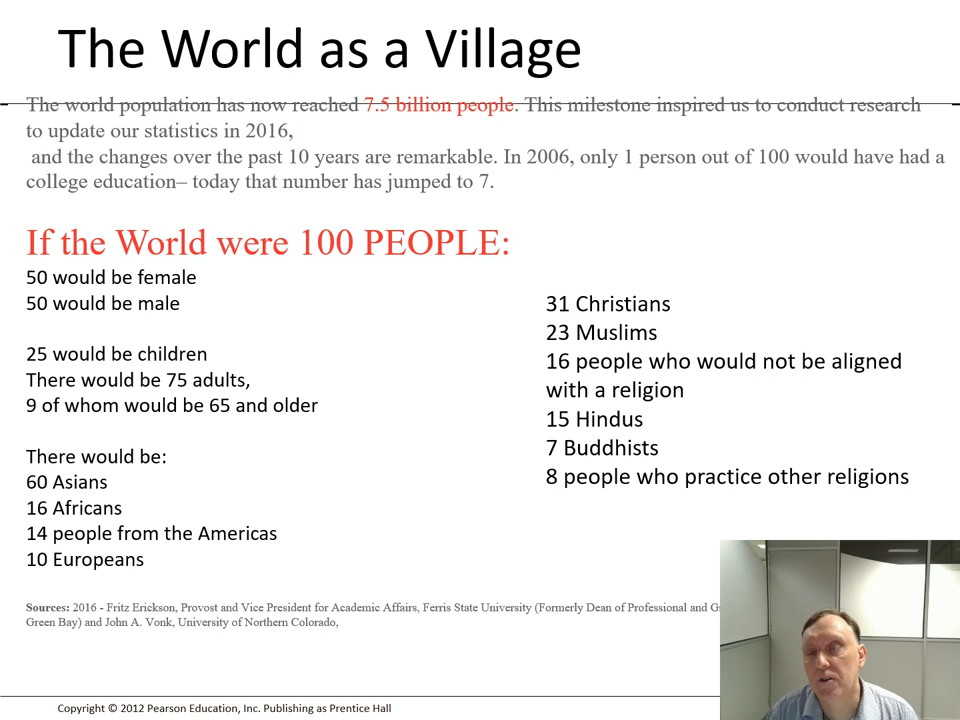 The World as a Village
The world population has now reached 7.5 billion people. This milestone inspired us to conduct research
to update our statistics in 2016,
and the changes over the past 10 years are remarkable. In 2006, only 1 person out of 100 would have had a
college education– today that number has jumped to 7.
If the World were 100 PEOPLE:
50 would be female
50 would be male
25 would be children
There would be 75 adults,
9 of whom would be 65 and older
There would be:
60 Asians
16 Africans
14 people from the Americas
10 Europeans
31 Christians
23 Muslims
16 people who would not be aligned
with a religion
15 Hindus
7 Buddhists
8 people who practice other religions
Sources: 2016 - Fritz Erickson, Provost and Vice President for Academic Affairs, Ferris State University (Formerly Dean of Professional and
Green Bay) and John A. Vonk, University of Northern Colorado,
Copyright © 2012 Pearson Education, Inc. Publishing as Prentice Hall